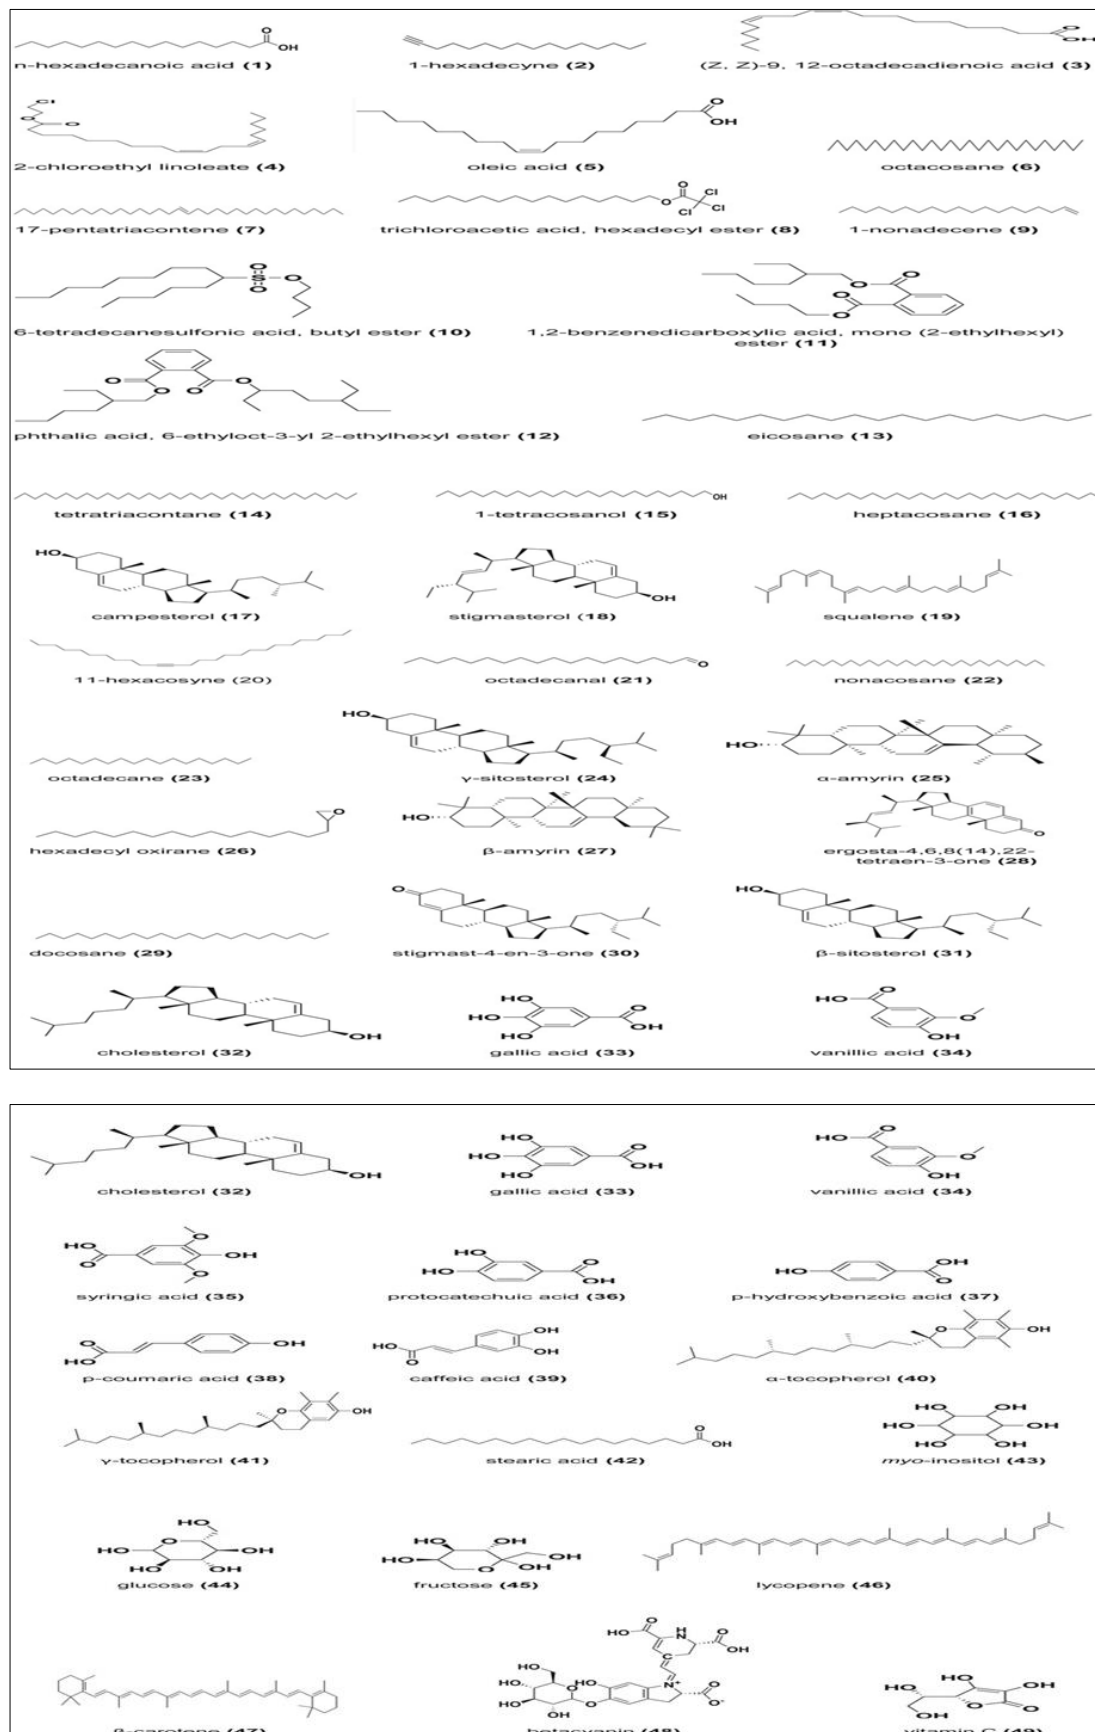 n-hexadecanoic acid (1) 1-hexadecyne (2) (Z, Z)-9, 12-octadecadienoic acid (3)
2-chloroethyl linoleate (4) oleic acid (5) octacosane (6)
17-pentatriacontene (7) trichloroacetic acid, hexadecyl ester (8) 1-nonadecene (9)
6-tetradecanesulfonic acid, butyl ester (10) 1,2-benzenedicarboxylic acid, mono (2-ethylhexyl)
ester (11)
phthalic acid, 6-ethyloct-3-yl 2-ethylhexyl ester (12) eicosane (13)
tetratriacontane (14) 1-tetracosanol (15) heptacosane (16)
campesterol (17) stigmasterol (18) squalene (19)
11-hexacosyne (20) octadecanal (21) nonacosane (22)
octadecane (23) γ-sitosterol (24) α-amyrin (25)
hexadecyl oxirane (26) β-amyrin (27) ergosta-4,6,8(14),22-
tetraen-3-one (28)
docosane (29) stigmast-4-en-3-one (30) β-sitosterol (31)
cholesterol (32) gallic acid (33) vanillic acid (34)
cholesterol (32) gallic acid (33) vanillic acid (34)
syringic acid (35) protocatechuic acid (36) p-hydroxybenzoic acid (37)
p-coumaric acid (38) caffeic acid (39) α-tocopherol (40)
γ-tocopherol (41) stearic acid (42) myo-inositol (43)
glucose (44) fructose (45) lycopene (46)
β-carotene (47) betacyanin (48) vitamin C (49)